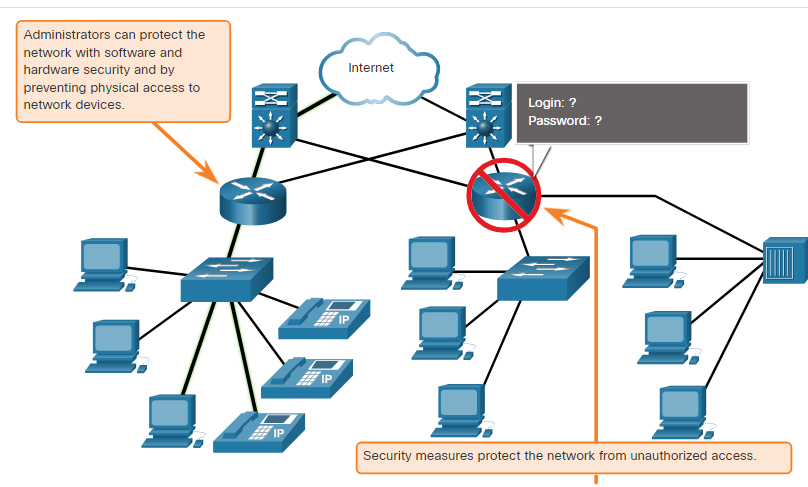 Administrators can protect the
network with software and
hardware security and by
preventing physical access to
network devices.
Internet
Login: ?
Password: ?
IP
IP
IP
Security measures protect the network from unauthorized access.